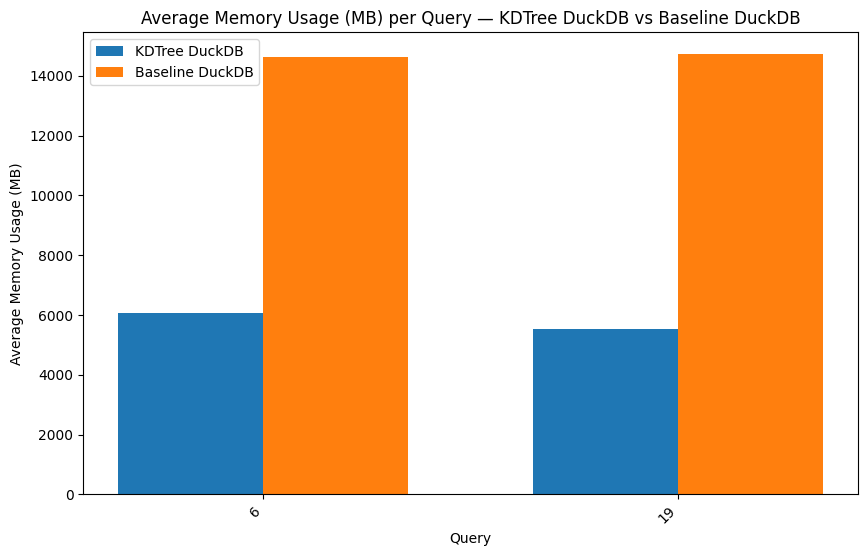 Average Memory Usage (MB) per Query — KDTree DuckDB vs Baseline DuckDB
KDTree DuckDB
Baseline DuckDB
Average Memory Usage (MB)
14000
12000
10000
8000
6000
4000
2000
0
6
19
Query